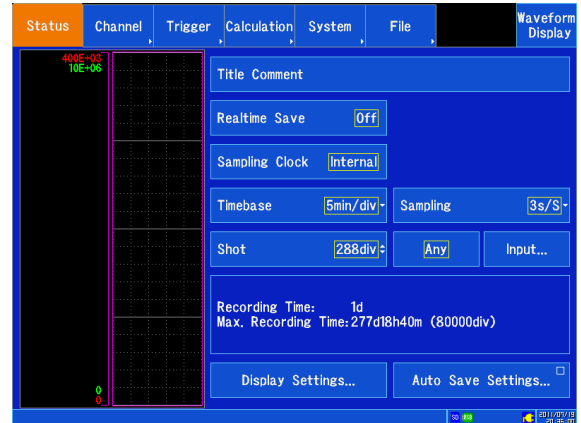 Status Channel Trigger Calculation System File Waveform Display
400E+03
10E+06
Title Comment
Realtime Save Off
Sampling Clock Internal
Timebase 5min/div Sampling 3s/S
Shot 288div Any Input...
Recording Time: 1d
Max. Recording Time:277d18h40m (80000div)
Display Settings... Auto Save Settings...
0
0
SD USB 2011/07/19